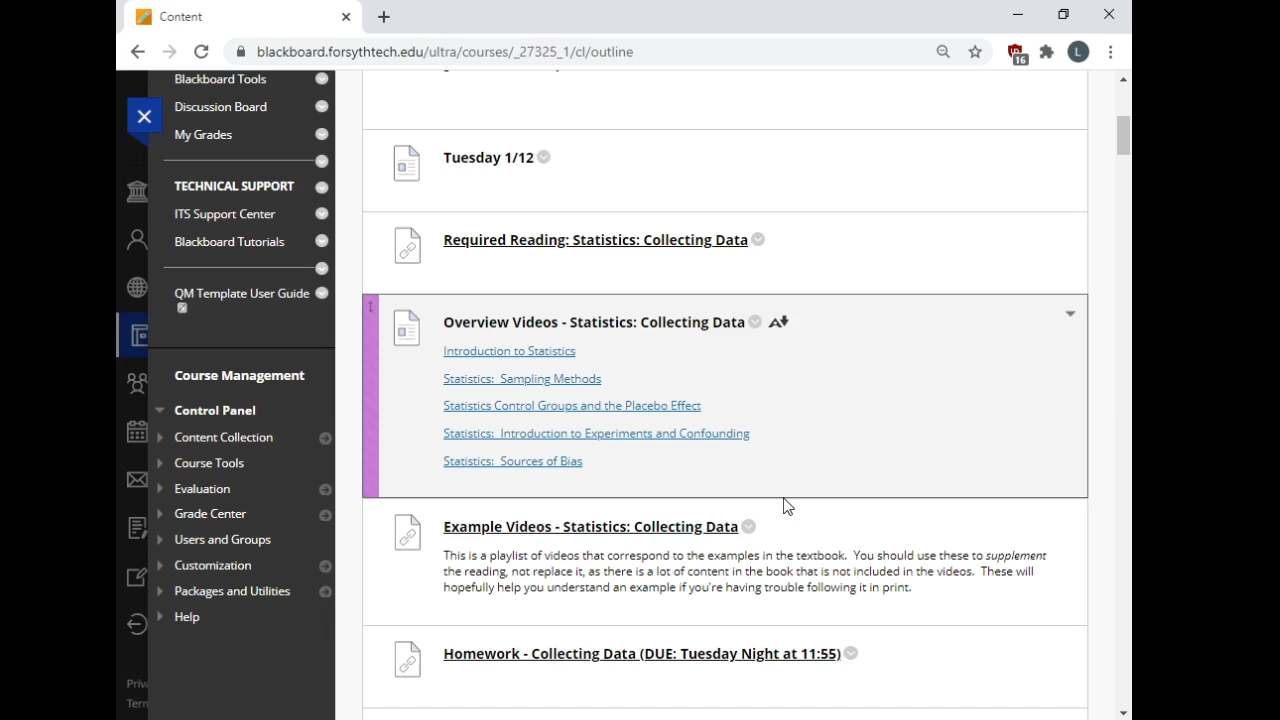 Content
blackboard.forsythtech.edu/ultra/courses/_27325_1/cl/outline
16
L
Blackboard Tools
Discussion Board
My Grades
TECHNICAL SUPPORT
ITS Support Center
Blackboard Tutorials
QM Template User Guide
Course Management
Control Panel
Content Collection
Course Tools
Evaluation
Grade Center
Users and Groups
Customization
Packages and Utilities
Help
Priva
Term
Tuesday 1/12
Required Reading: Statistics: Collecting Data
Overview Videos - Statistics: Collecting Data
Introduction to Statistics
Statistics: Sampling Methods
Statistics Control Groups and the Placebo Effect
Statistics: Introduction to Experiments and Confounding
Statistics: Sources of Bias
Example Videos - Statistics: Collecting Data
This is a playlist of videos that correspond to the examples in the textbook. You should use these to supplement
the reading, not replace it, as there is a lot of content in the book that is not included in the videos. These will
hopefully help you understand an example if you're having trouble following it in print.
Homework - Collecting Data (DUE: Tuesday Night at 11:55)